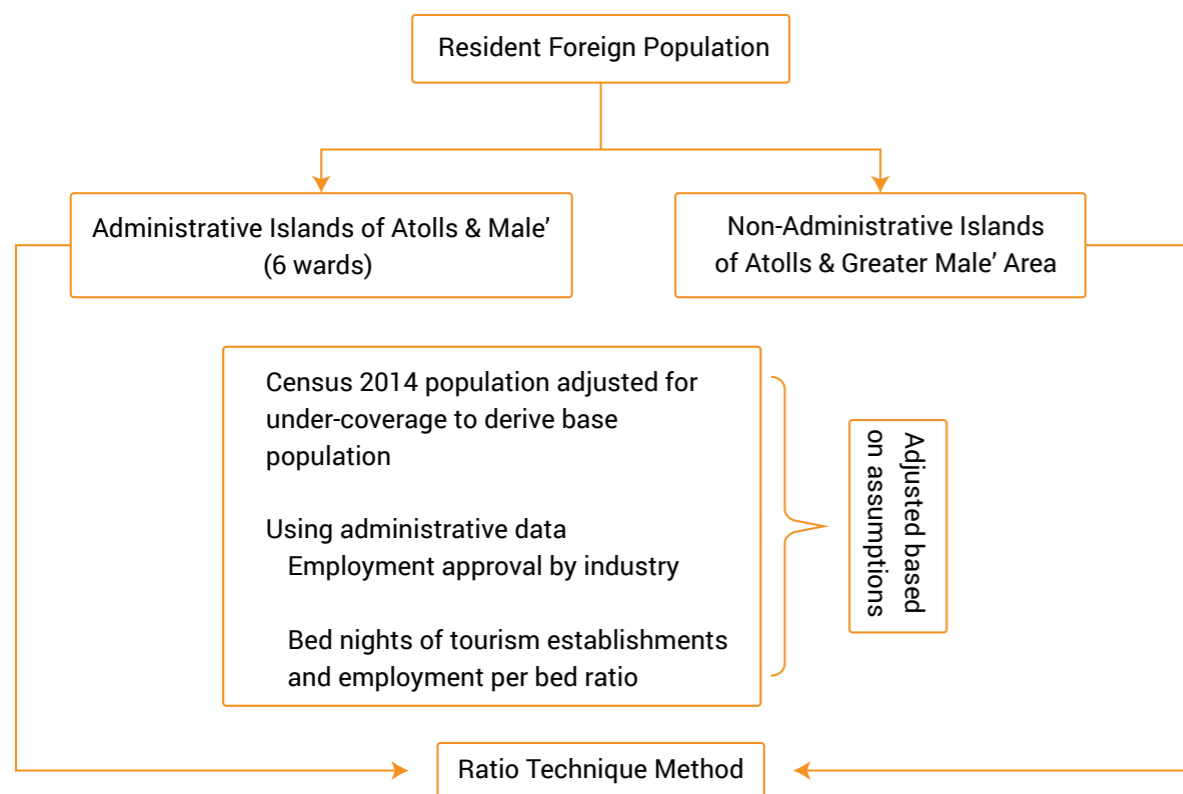 Resident Foreign Population
Administrative Islands of Atolls & Male’
(6 wards)
Non-Administrative Islands
of Atolls & Greater Male’ Area
Census 2014 population adjusted for
under-coverage to derive base
population
Using administrative data
Employment approval by industry
Bed nights of tourism establishments
and employment per bed ratio
Adjusted based
on assumptions
Ratio Technique Method